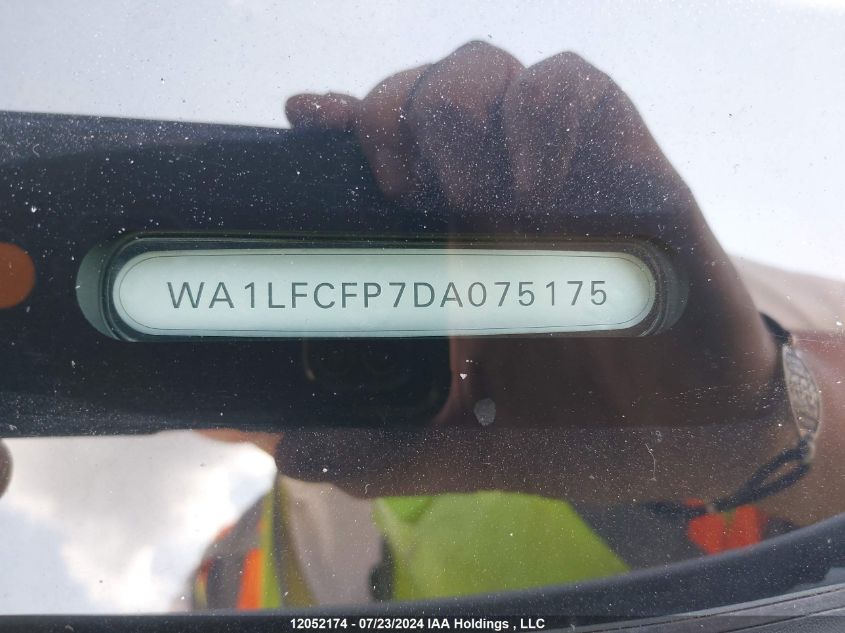 WA1LFCFP7DA075175
12052174 - 07/23/2024 IAA Holdings , LLC